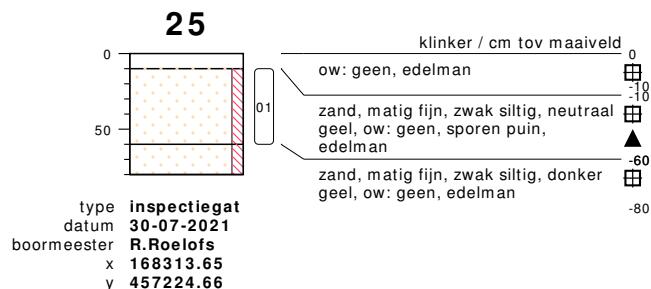 25
klinker / cm tov maaiveld
0
0
ow: geen, edelman
-10
-10
01
zand, matig fijn, zwak siltig, neutraal
geel, ow: geen, sporen puin,
edelman
50
-60
zand, matig fijn, zwak siltig, donker
geel, ow: geen, edelman
-80
type inspectiegat
datum 30-07-2021
boormeester R.Roelofs
x 168313.65
y 457224.66